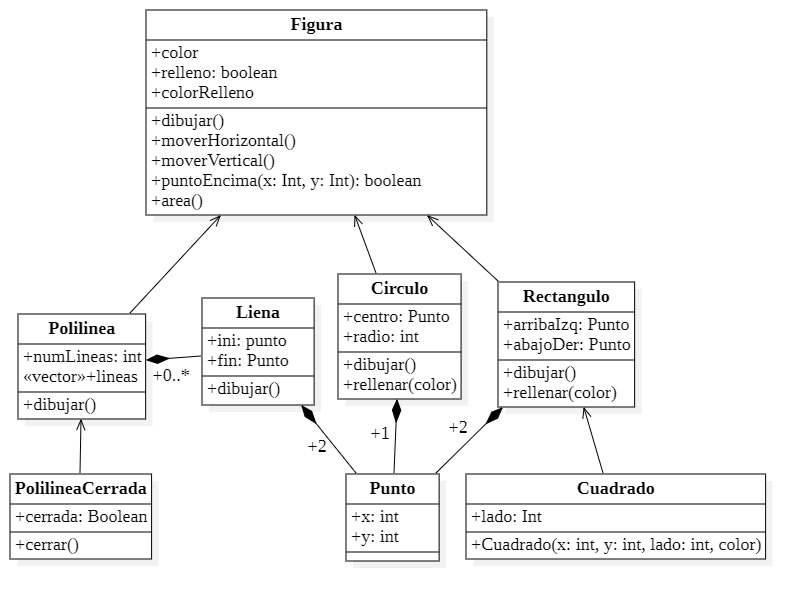 Figura
+color
+relleno: boolean
+colorRelleno
+dibujar()
+moverHorizontal()
+moverVertical()
+puntoEncima(x: Int, y: Int): boolean
+area()
Polilinea
+numLineas: int
«vector»+lineas
+dibujar()
+0..*
Liena
+ini: punto
+fin: Punto
+dibujar()
Circulo
+centro: Punto
+radio: int
+dibujar()
+rellenar(color)
Rectangulo
+arribaIzq: Punto
+abajoDer: Punto
+dibujar()
+rellenar(color)
+2
+1
+2
PolilineaCerrada
+cerrada: Boolean
+cerrar()
Punto
+x: int
+y: int
Cuadrado
+lado: Int
+Cuadrado(x: int, y: int, lado: int, color)